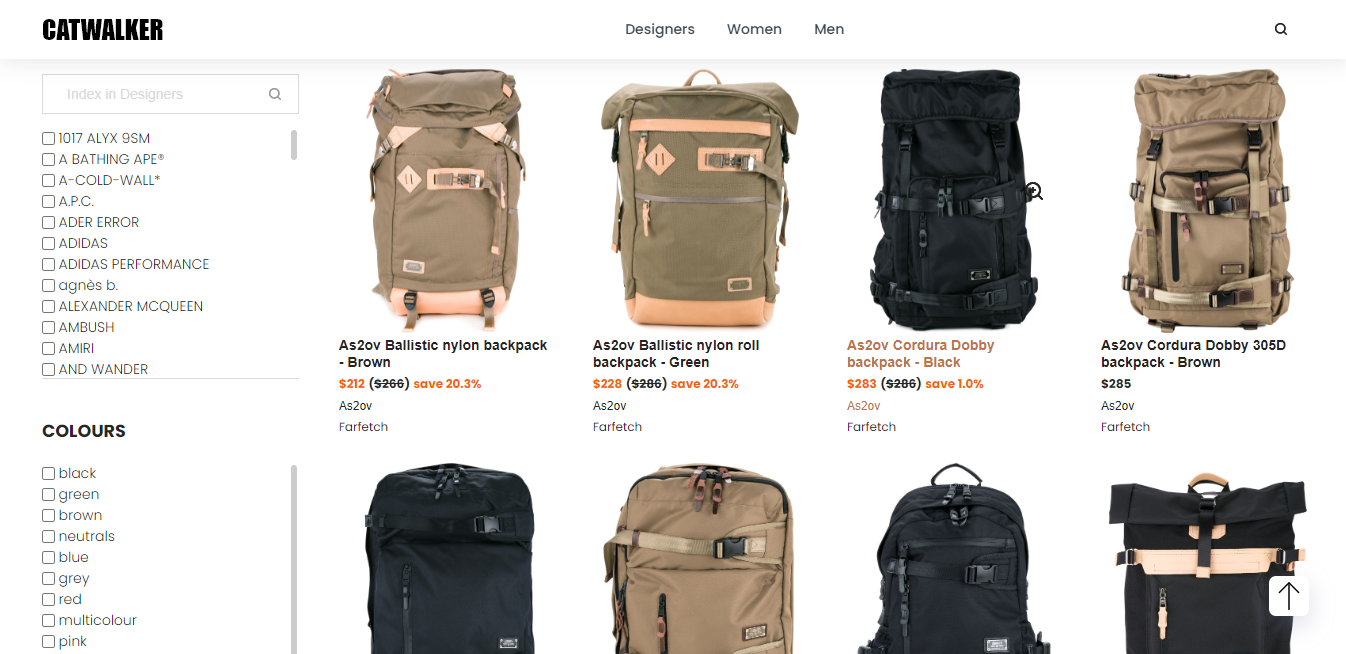 CATWALKER
Designers
Women
Men
Index in Designers
1017 ALYX 9SM
A BATHING APE®
A-COLD-WALL*
A.P.C.
ADER ERROR
ADIDAS
ADIDAS PERFORMANCE
agnès b.
ALEXANDER MCQUEEN
AMBUSH
AMIRI
AND WANDER
COLOURS
black
green
brown
neutrals
blue
grey
red
multicolour
pink
As2ov Ballistic nylon backpack
- Brown
$212 ($266) save 20.3%
As2ov
Farfetch
As2ov Ballistic nylon roll
backpack - Green
$228 ($286) save 20.3%
As2ov
Farfetch
As2ov Cordura Dobby
backpack - Black
$283 ($286) save 1.0%
As2ov
Farfetch
As2ov Cordura Dobby 305D
backpack - Brown
$285
As2ov
Farfetch